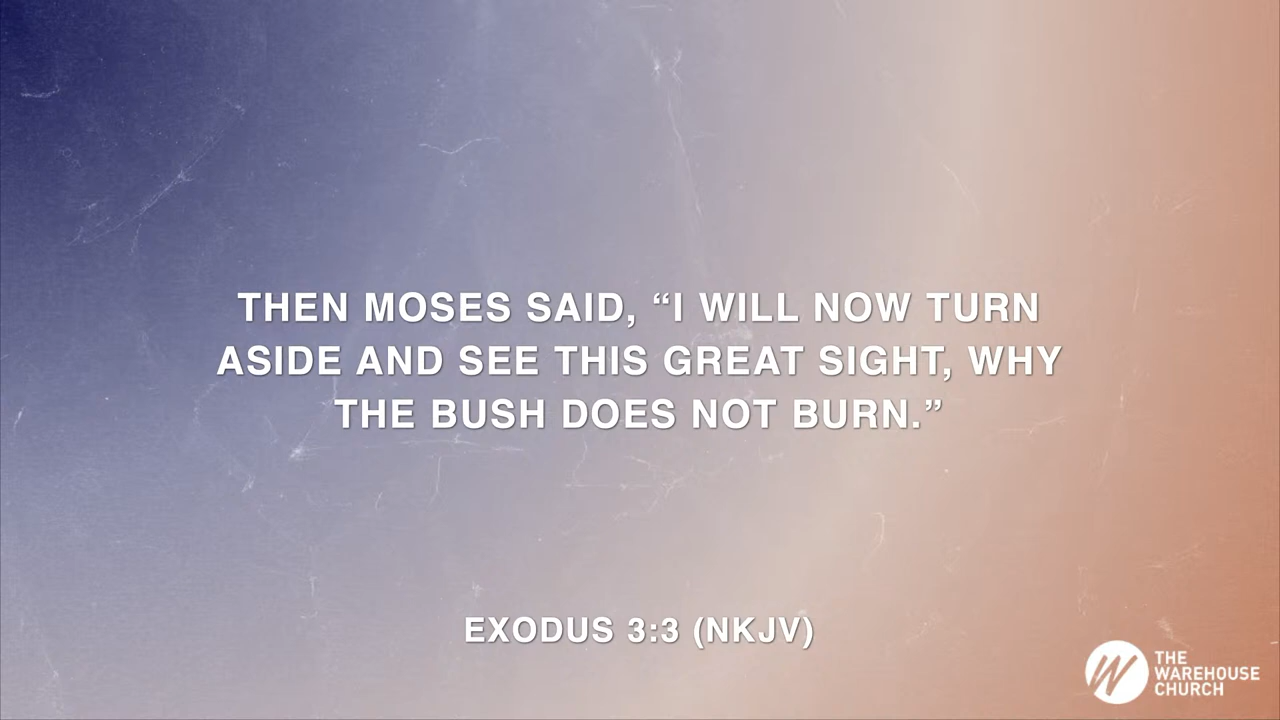 THEN MOSES SAID, “I WILL NOW TURN
ASIDE AND SEE THIS GREAT SIGHT, WHY
THE BUSH DOES NOT BURN.”
EXODUS 3:3 (NKJV)
THE
WAREHOUSE
CHURCH